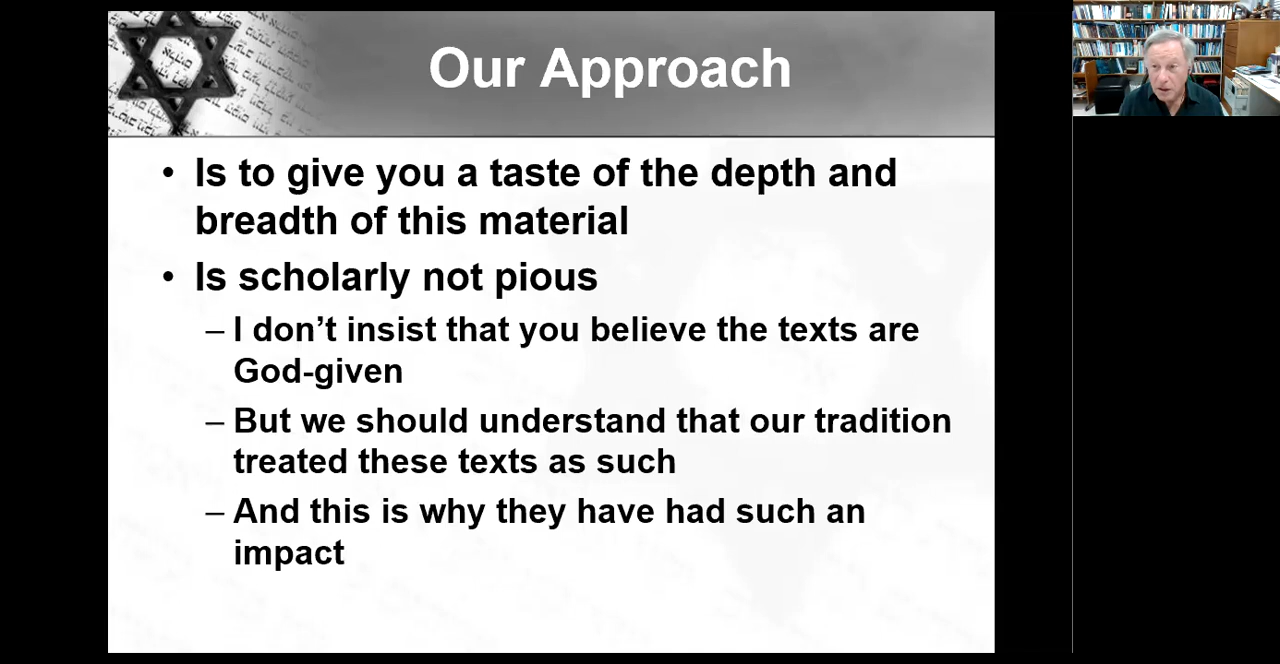 Our Approach
• Is to give you a taste of the depth and
breadth of this material
• Is scholarly not pious
– I don’t insist that you believe the texts are
God-given
– But we should understand that our tradition
treated these texts as such
– And this is why they have had such an
impact